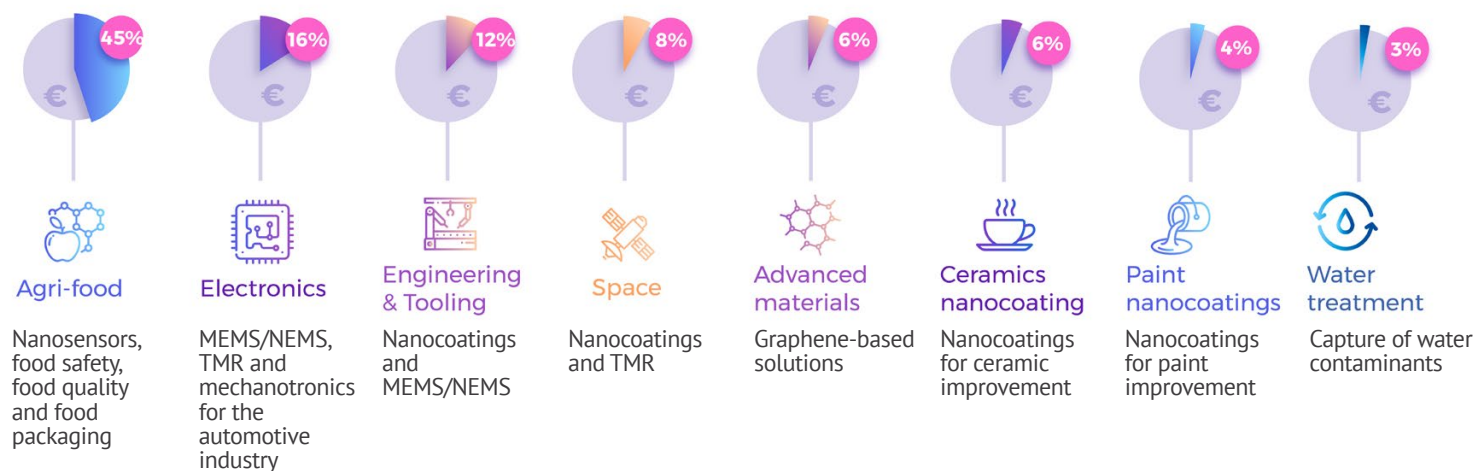 45%
16%
12%
8%
6%
6%
4%
3%
€
€
€
€
€
€
€
€
Agri-food
Nanosensors,
food safety,
food quality
and food
packaging
Electronics
MEMS/NEMS,
TMR and
mechanotronics
for the
automotive
industry
Engineering
& Tooling
Nanocoatings
and
MEMS/NEMS
Space
Nanocoatings
and TMR
Advanced
materials
Graphene-based
solutions
Ceramics
nanocoating
Nanocoatings
for ceramic
improvement
Paint
nanocoatings
Nanocoatings
for paint
improvement
Water
treatment
Capture of water
contaminants